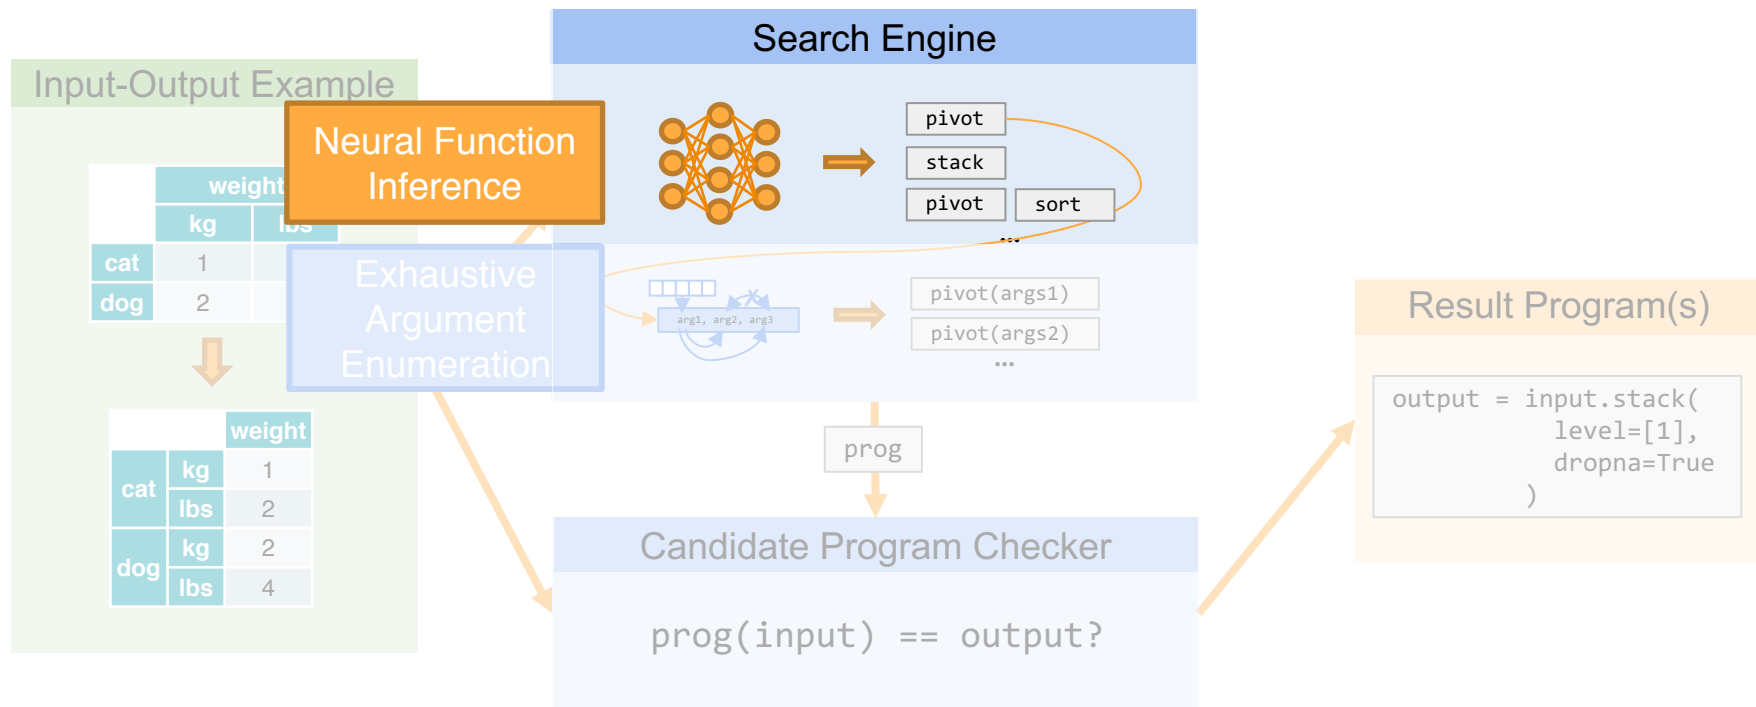 Search Engine
Input-Output Example
Neural Function
Inference
pivot
stack
pivot sort
...
weight
kg lbs
cat 1
dog 2
Exhaustive
Argument
Enumeration
arg1, arg2, arg3
pivot(args1)
pivot(args2)
...
weight
cat kg 1
lbs 2
dog kg 2
lbs 4
prog
Candidate Program Checker
prog(input) == output?
Result Program(s)
output = input.stack(
level=[1],
dropna=True
)